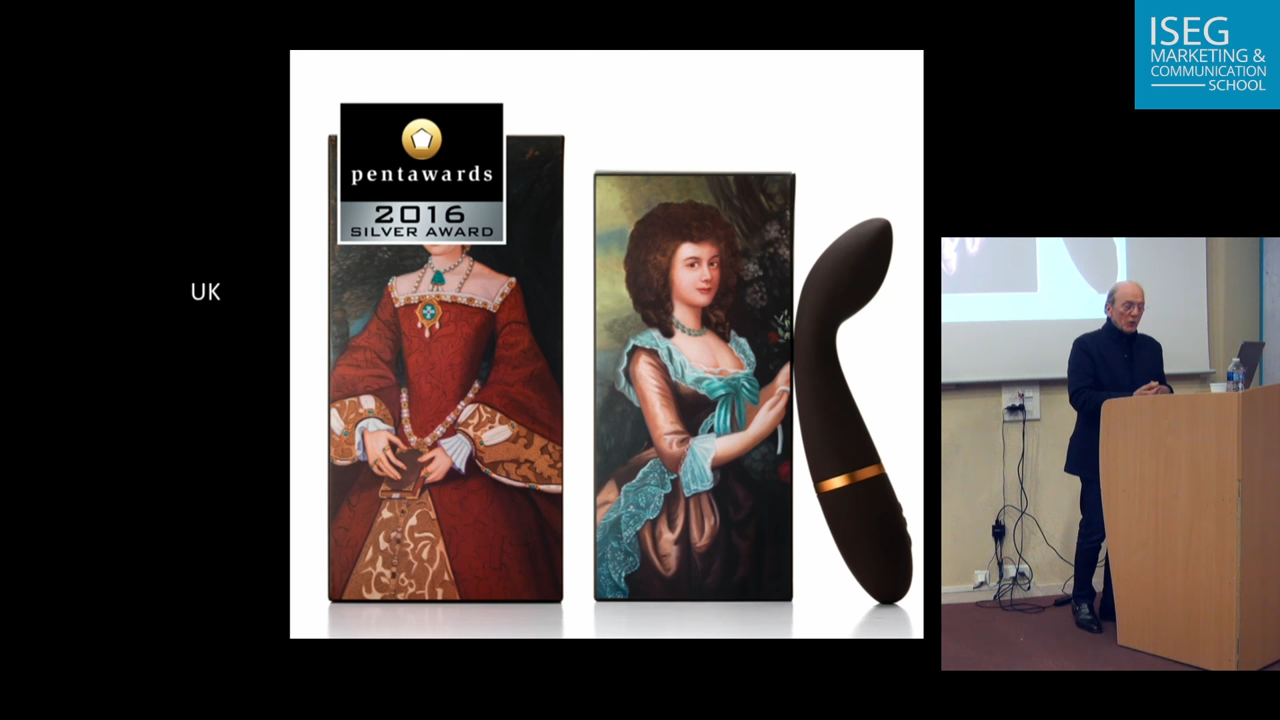 ISEG
MARKETING &
COMMUNICATION
SCHOOL
pentawards
2016
SILVER AWARD
UK